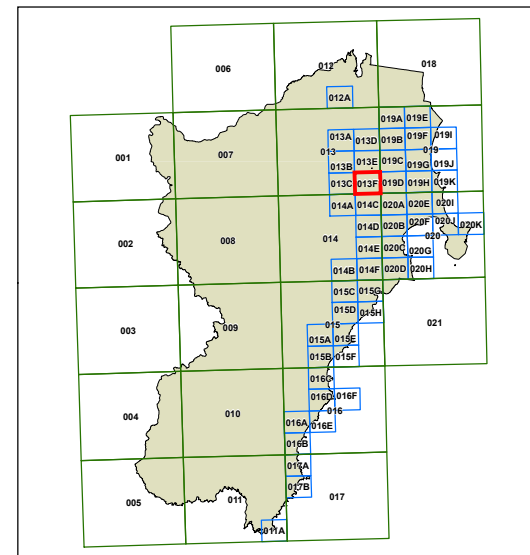 006 012 018
012A
019A 019E
013A 013D 019B 019F 019I
001 007 013 019
013B 013E 019C 019G 019J
013C 013F 019D 019H 019K
014A 014C 020A 020E 020I
014D 020B 020F 020J 020K
002 008 014 020
014E 020C 020G
014B 014F 020D 020H
015C 015G
015D 015H
003 009 015 021
015A 015E
015B 015F
016C
016D 016F
004 010 016
016A 016E
016B
017A
017B
005 011 017
011A